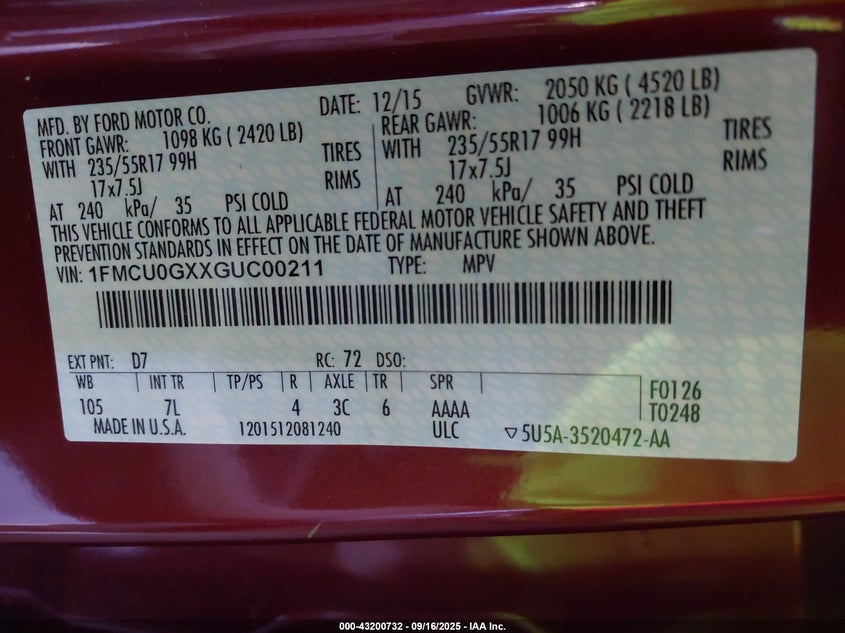 MFD. BY FORD MOTOR CO. DATE: 12/15 GVWR: 2050 KG ( 4520 LB)
FRONT GAWR: 1098 KG ( 2420 LB) REAR GAWR: 1006 KG ( 2218 LB)
WITH 235/55R17 99H TIRES WITH 235/55R17 99H TIRES
17x7.5J RIMS 17x7.5J RIMS
AT 240 kPa/ 35 PSI COLD AT 240 kPa/ 35 PSI COLD
THIS VEHICLE CONFORMS TO ALL APPLICABLE FEDERAL MOTOR VEHICLE SAFETY AND THEFT
PREVENTION STANDARDS IN EFFECT ON THE DATE OF MANUFACTURE SHOWN ABOVE.
VIN: 1FMCU0GXXGUC00211 TYPE: MPV
EXT PNT: D7 RC: 72 DSO:
WB INT TR TP/PS R AXLE TR SPR
105 7L 4 3C 6 AAAA
F0126
T0248
MADE IN U.S.A. 1201512081240 ULC ▽5U5A-3520472-AA
000-43200732 - 09/16/2025 - IAA Inc.